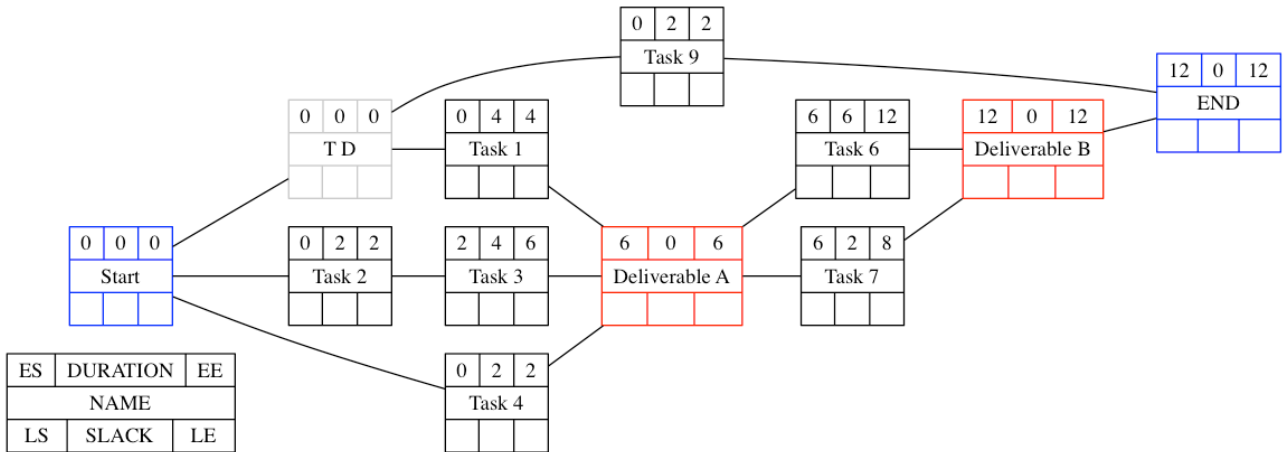 0 2 2
Task 9
12 0 12
END
0 0 0
T D
0 4 4
Task 1
6 6 12
Task 6
12 0 12
Deliverable B
0 0 0
Start
0 2 2
Task 2
2 4 6
Task 3
6 0 6
Deliverable A
6 2 8
Task 7
0 2 2
Task 4
ES DURATION EE
NAME
LS SLACK LE